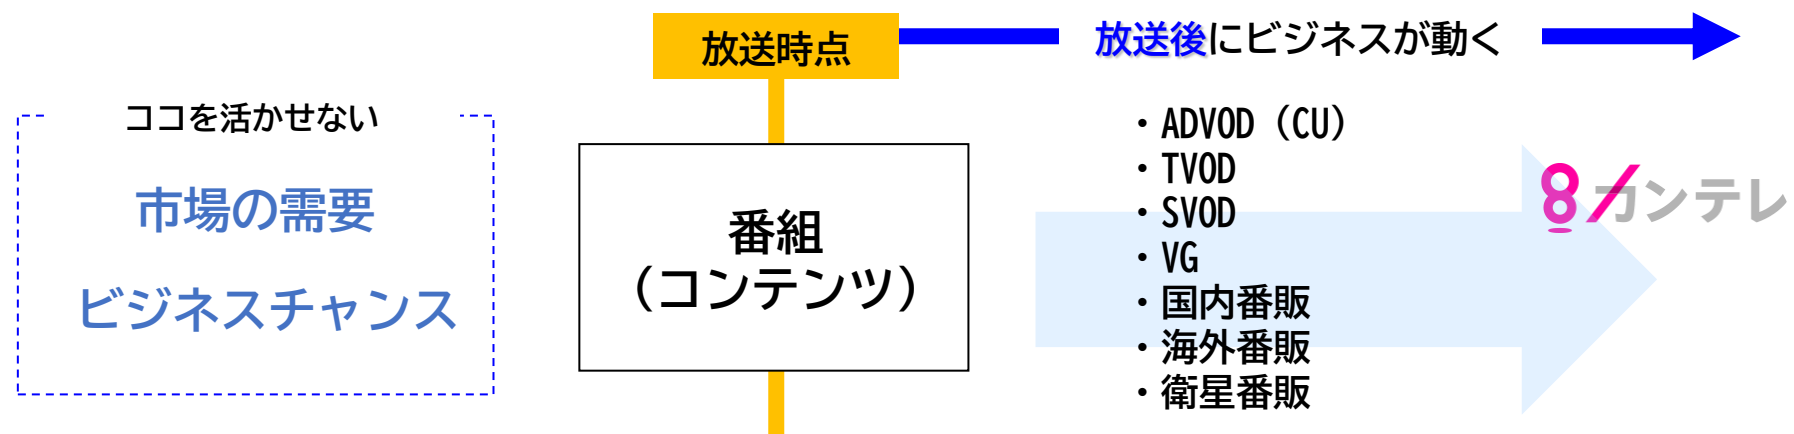 放送時点
放送後にビジネスが動く
ココを活かせない
市場の需要
ビジネスチャンス
番組
（コンテンツ）
・ADVOD（CU）
・TVOD
・SVOD
・VG
・国内番販
・海外番販
・衛星番販
8カンテレ